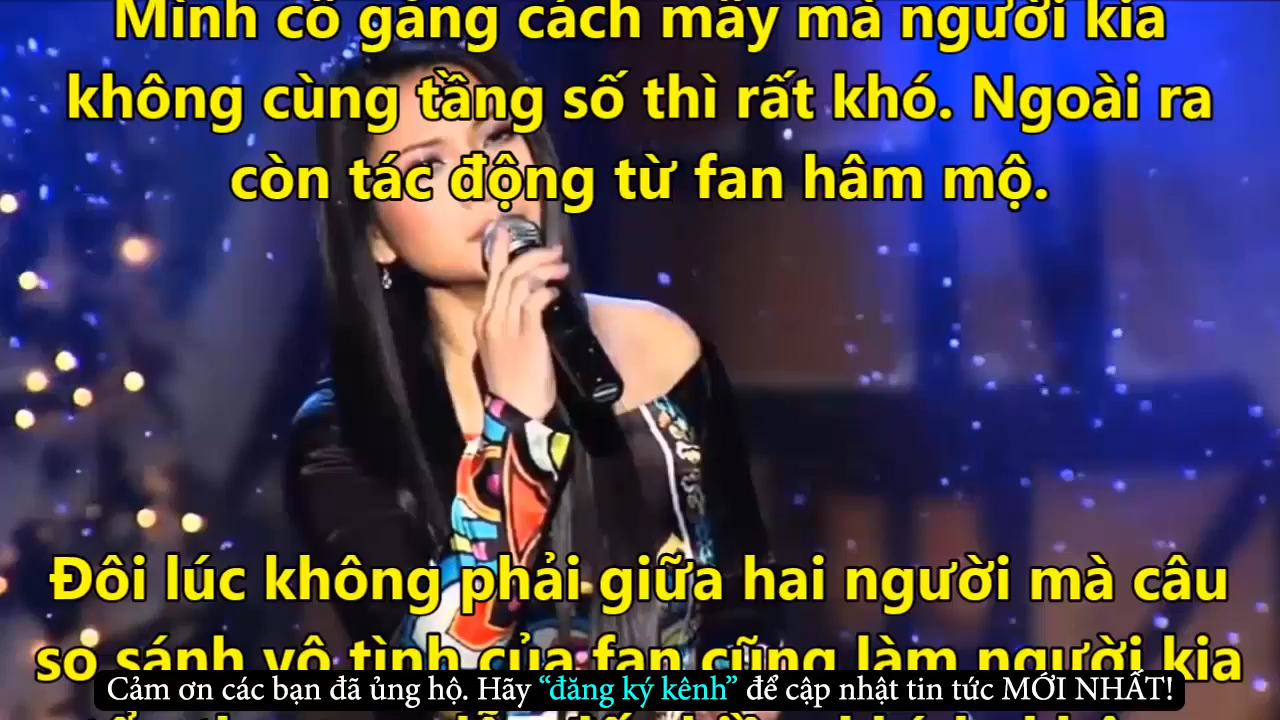 Mình cố gắng cách mấy mà người kia
không cùng tầng số thì rất khó. Ngoài ra
còn tác động từ fan hâm mộ.
Đôi lúc không phải giữa hai người mà câu
so sánh vô tình của fan cũng làm người kia
Cảm ơn các bạn đã ủng hộ. Hãy “đăng ký kênh” để cập nhật tin tức MỚI NHẤT!